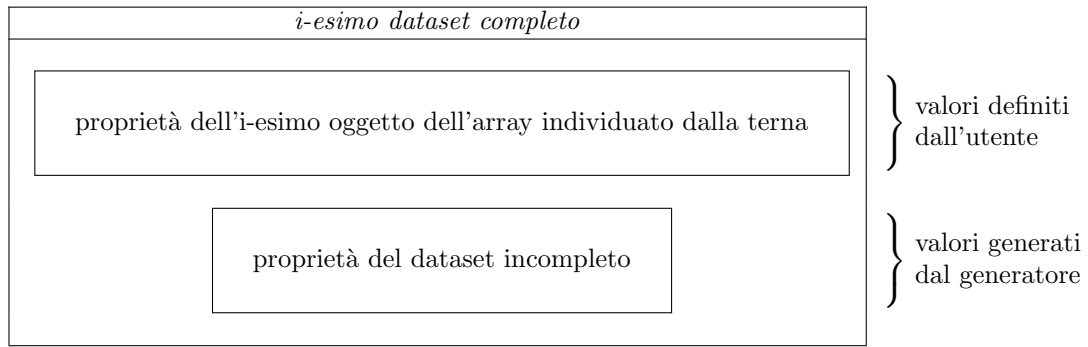 i-esimo dataset completo
proprietà dell'i-esimo oggetto dell'array individuato dalla terna
valori definiti
dall'utente
proprietà del dataset incompleto
valori generati
dal generatore